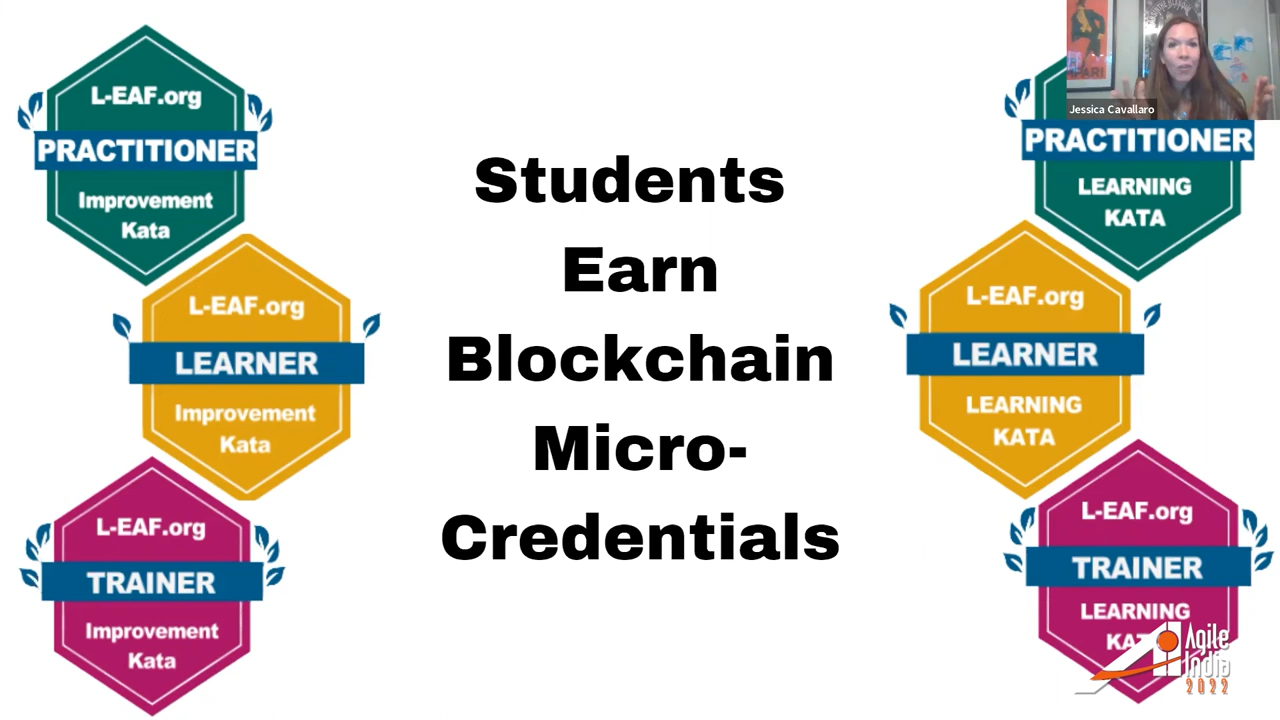 L-EAF.org
PRACTITIONER
Improvement
Kata
L-EAF.org
LEARNER
Improvement
Kata
L-EAF.org
TRAINER
Improvement
Kata
Students
Earn
Blockchain
Micro-
Credentials
Jessica Cavallaro
PRACTITIONER
LEARNING
KATA
L-EAF.org
LEARNER
LEARNING
KATA
L-EAF.org
TRAINER
LEARNING
Agile
India
2022